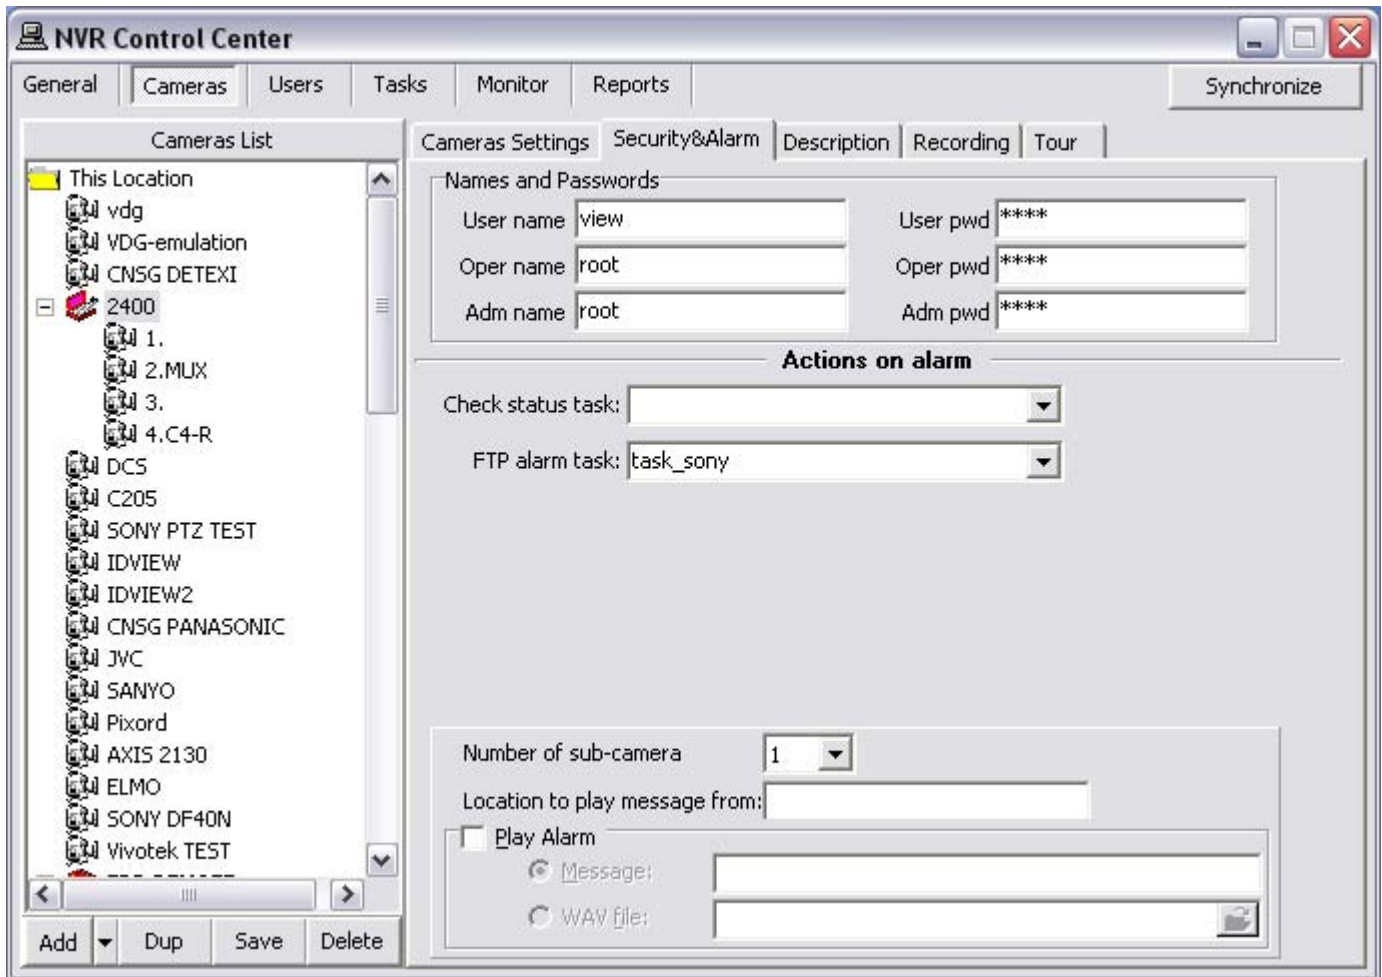 NVR Control Center
General Cameras Users Tasks Monitor Reports Synchronize
Cameras List
This Location
vdg
VDG-emulation
CNSG DETEXI
2400
1.
2.MUX
3.
4.C4-R
DCS
C205
SONY PTZ TEST
IDVIEW
IDVIEW2
CNSG PANASONIC
JVC
SANYO
Pixord
AXIS 2130
ELMO
SONY DF40N
Vivotek TEST
Add Dup Save Delete
Cameras Settings Security&Alarm Description Recording Tour
Names and Passwords
User name view User pwd ****
Oper name root Oper pwd ****
Adm name root Adm pwd ****
Actions on alarm
Check status task:
FTP alarm task: task_sony
Number of sub-camera 1
Location to play message from:
Play Alarm
Message:
WAV file: